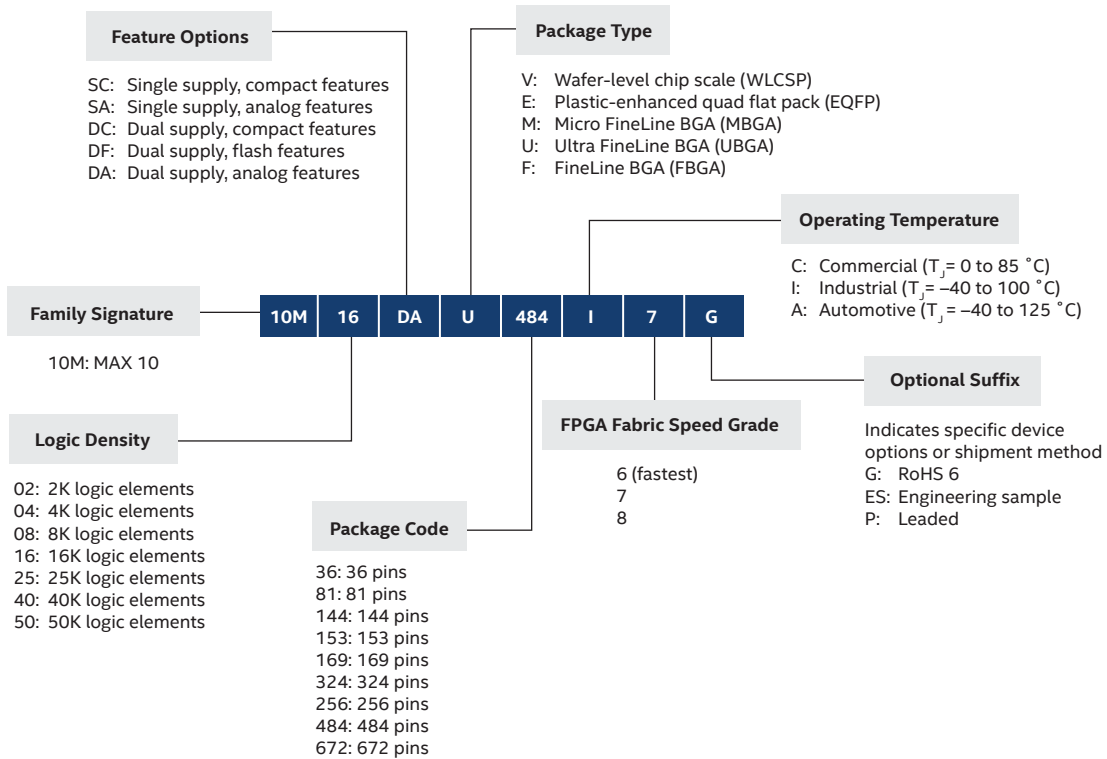 Feature Options
SC: Single supply, compact features
SA: Single supply, analog features
DC: Dual supply, compact features
DF: Dual supply, flash features
DA: Dual supply, analog features
Package Type
V: Wafer-level chip scale (WLCSP)
E: Plastic-enhanced quad flat pack (EQFP)
M: Micro FineLine BGA (MBGA)
U: Ultra FineLine BGA (UBGA)
F: FineLine BGA (FBGA)
Operating Temperature
C: Commercial (TJ= 0 to 85 ˚C)
I: Industrial (TJ= –40 to 100 ˚C)
A: Automotive (TJ = –40 to 125 ˚C)
Family Signature
10M: MAX 10
10M 16 DA U 484 I 7 G
Logic Density
02: 2K logic elements
04: 4K logic elements
08: 8K logic elements
16: 16K logic elements
25: 25K logic elements
40: 40K logic elements
50: 50K logic elements
Package Code
36: 36 pins
81: 81 pins
144: 144 pins
153: 153 pins
169: 169 pins
324: 324 pins
256: 256 pins
484: 484 pins
672: 672 pins
FPGA Fabric Speed Grade
6 (fastest)
7
8
Optional Suffix
Indicates specific device
options or shipment method
G: RoHS 6
ES: Engineering sample
P: Leaded